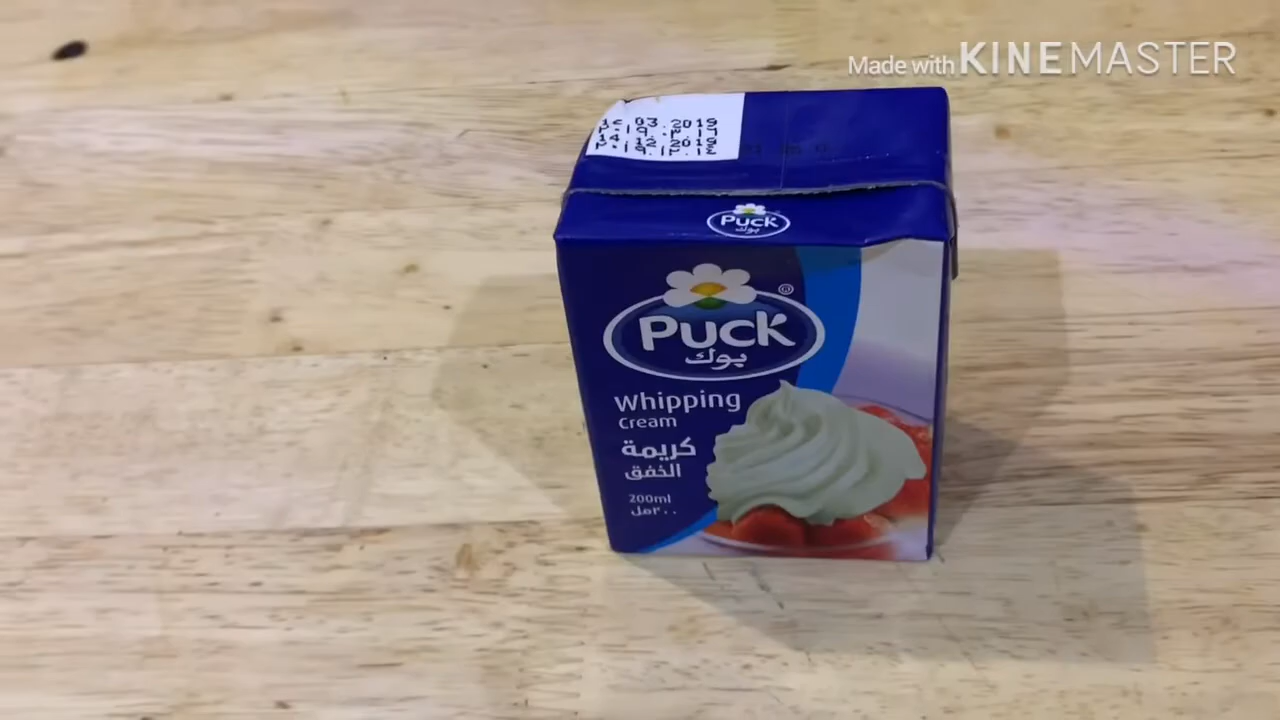 Made with KINEMASTER
Puck
بوك
Puck
بوك
Whipping
Cream
كريمة
الخفق
200ml
٢٠٠مل